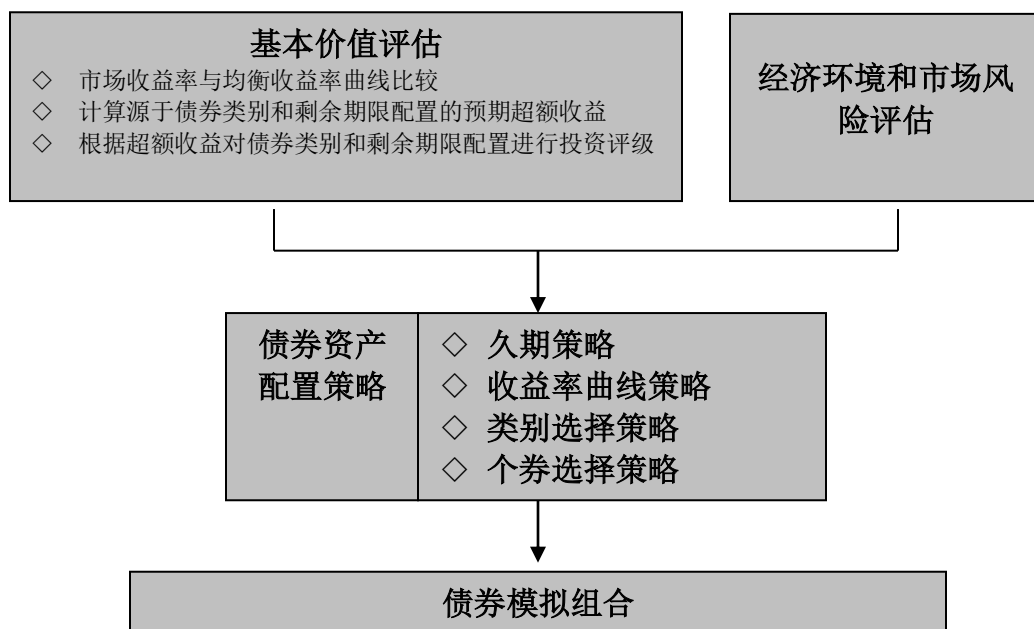 基本价值评估
◇ 市场收益率与均衡收益率曲线比较
◇ 计算源于债券类别和剩余期限配置的预期超额收益
◇ 根据超额收益对债券类别和剩余期限配置进行投资评级
经济环境和市场风
险评估
债券资产
配置策略
◇ 久期策略
◇ 收益率曲线策略
◇ 类别选择策略
◇ 个券选择策略
债券模拟组合